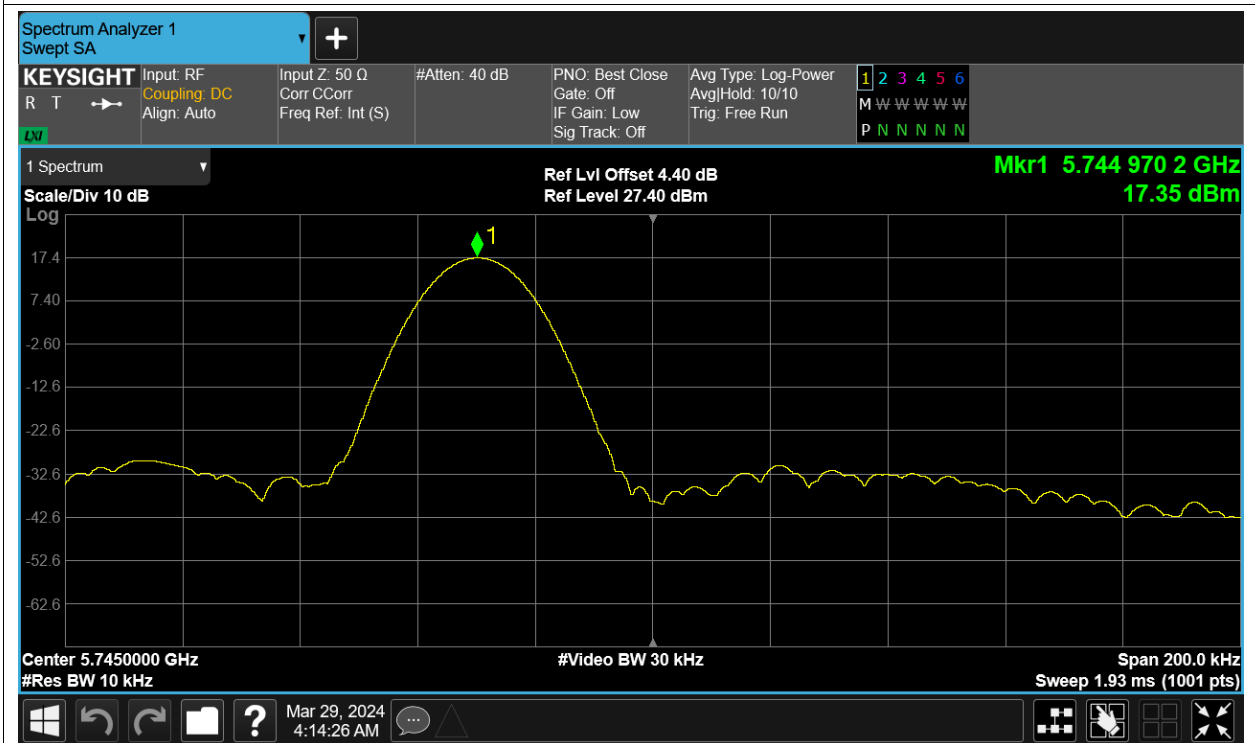 Spectrum Analyzer 1
Swept SA
KEYSIGHT
R T
LXI
Input: RF
Coupling: DC
Align: Auto
Input Z: 50 Ω
Corr CCorr
Freq Ref: Int (S)
#Atten: 40 dB
PNO: Best Close
Gate: Off
IF Gain: Low
Sig Track: Off
Avg Type: Log-Power
Avg|Hold: 10/10
Trig: Free Run
1 2 3 4 5 6
M W W W W W
P N N N N N
1 Spectrum
Scale/Div 10 dB
Log
Ref Lvl Offset 4.40 dB
Ref Level 27.40 dBm
Mkr1 5.744 970 2 GHz
17.35 dBm
1
17.4
7.40
-2.60
-12.6
-22.6
-32.6
-42.6
-52.6
-62.6
Center 5.7450000 GHz
#Video BW 30 kHz
Span 200.0 kHz
#Res BW 10 kHz
Sweep 1.93 ms (1001 pts)
?
Mar 29, 2024
4:14:26 AM